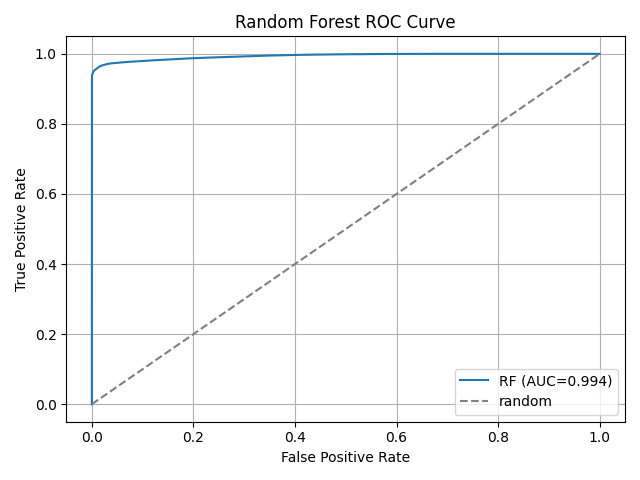 Random Forest ROC Curve
1.0
0.8
0.6
0.4
0.2
0.0
True Positive Rate
0.0 0.2 0.4 0.6 0.8 1.0
False Positive Rate
RF (AUC=0.994)
random